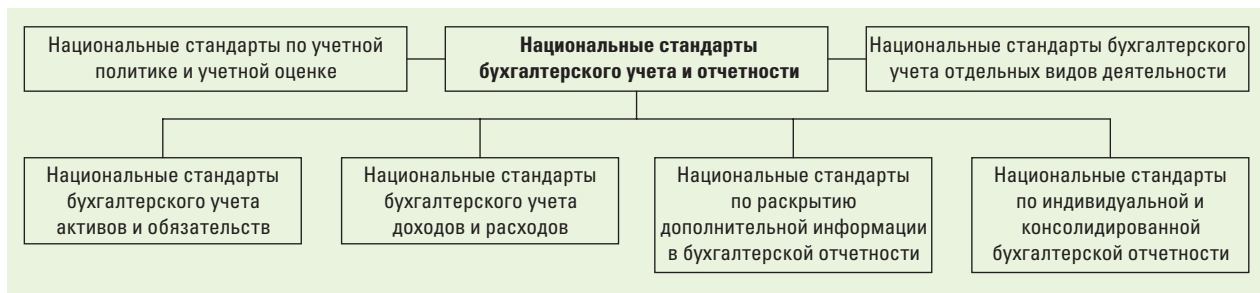 Национальные стандарты по учетной
политике и учетной оценке
Национальные стандарты
бухгалтерского учета и отчетности
Национальные стандарты бухгалтерского
учета отдельных видов деятельности
Национальные стандарты
бухгалтерского учета
активов и обязательств
Национальные стандарты
бухгалтерского учета
доходов и расходов
Национальные стандарты
по раскрытию
дополнительной информации
в бухгалтерской отчетности
Национальные стандарты
по индивидуальной и
консолидированной
бухгалтерской отчетности